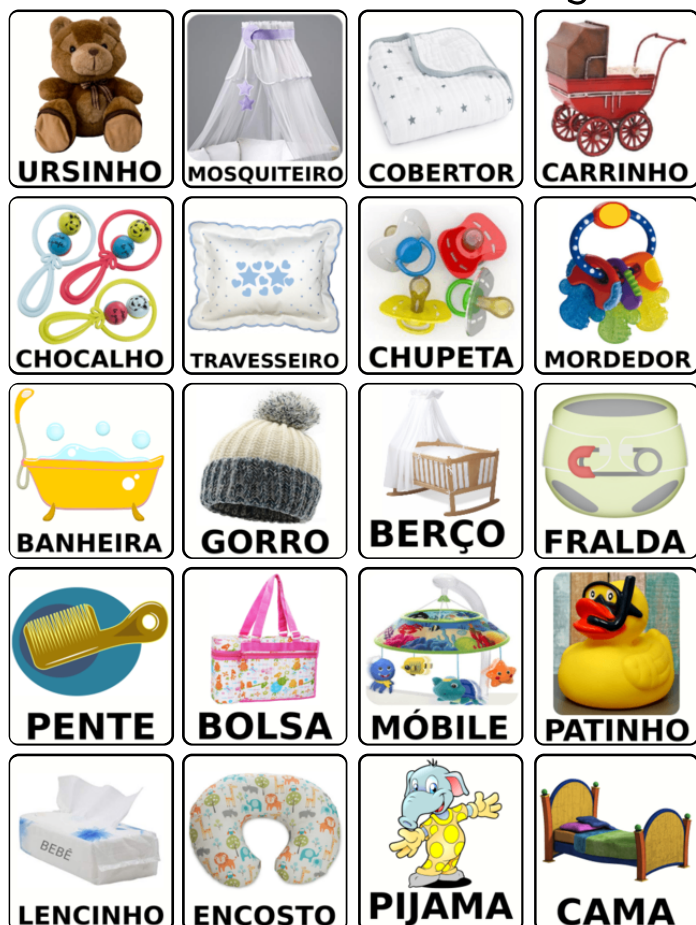 URSINHO
MOSQUITEIRO
COBERTOR
CARRINHO
CHOCALHO
TRAVESSEIRO
CHUPETA
MORDEDOR
BANHEIRA
GORRO
BERÇO
FRALDA
PENTE
BOLSA
MÓBILE
PATINHO
BEBÊ
LENCINHO
ENCOSTO
PIJAMA
CAMA